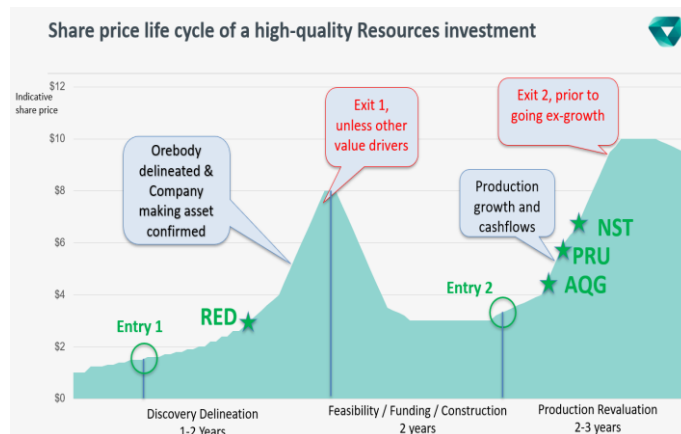 Share price life cycle of a high-quality Resources investment
Indicative
share price
$12
$10
$8
$6
$4
$2
$0
Orebody
delineated &
Company
making asset
confirmed
Exit 1,
unless other
value drivers
Exit 2, prior to
going ex-growth
Production
growth and
cashflows
Entry 1
RED
Entry 2
NST
PRU
AQG
Discovery Delineation
1-2 Years
Feasibility / Funding / Construction
2 years
Production Revaluation
2-3 years